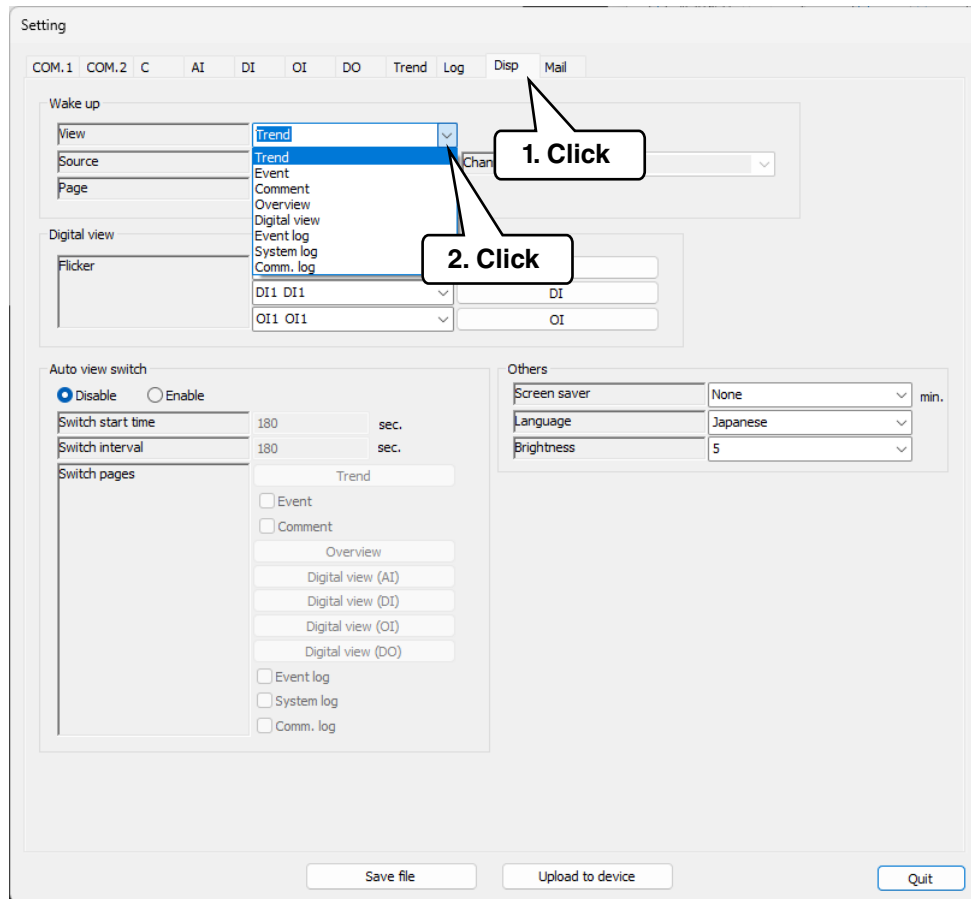 Setting
COM.1 COM.2 C AI DI OI DO Trend Log Disp Mail
Wake up
View Trend
1. Click
Source Trend
Event
Page Comment
Overview
Digital view
Digital view
Event log
System log
Flicker Comm. log
2. Click
DI1 DI1 DI
OI1 OI1 OI
Auto view switch
Disable Enable
Switch start time 180 sec.
Switch interval 180 sec.
Switch pages Trend
Event
Comment
Overview
Digital view (AI)
Digital view (DI)
Digital view (OI)
Digital view (DO)
Event log
System log
Comm. log
Others
Screen saver None min.
Language Japanese
Brightness 5
Save file Upload to device Quit